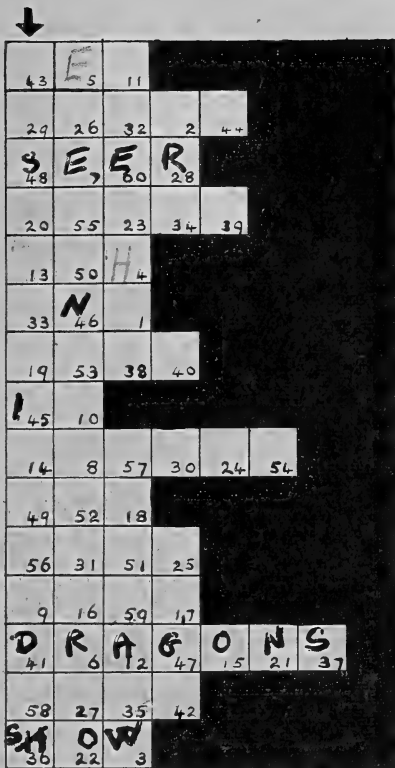 43 E 5 11
29 26 32 2 44
S 48 E 7 E 60 R 28
20 55 23 34 39
13 50 H 4
33 N 46 1
19 53 38 40
I 45 10
14 8 57 30 24 54
49 52 18
56 31 51 25
9 16 59 17
D 41 R 6 A 12 G 47 O 15 N 21 S 37
58 27 35 42
36 O 22 W 3